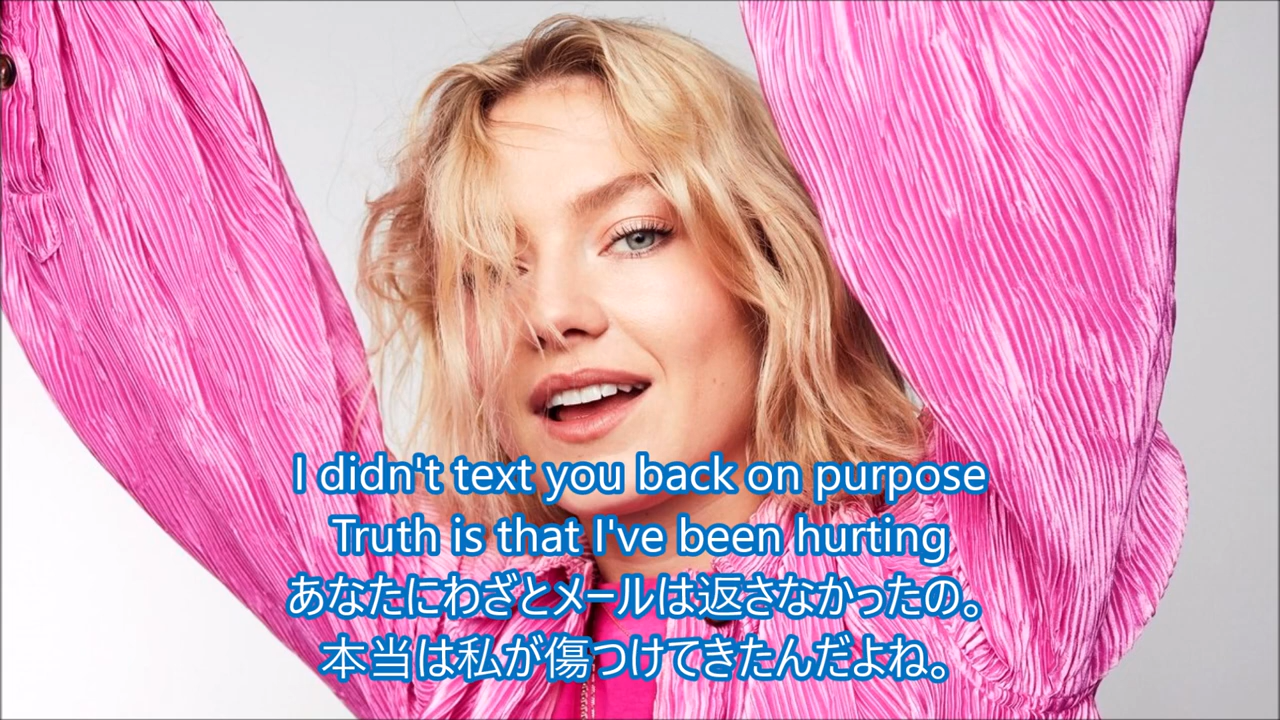 I didn't text you back on purpose
Truth is that I've been hurting
あなたにわざとメールは返さなかったの。
本当は私が傷つけてきたんだよね。